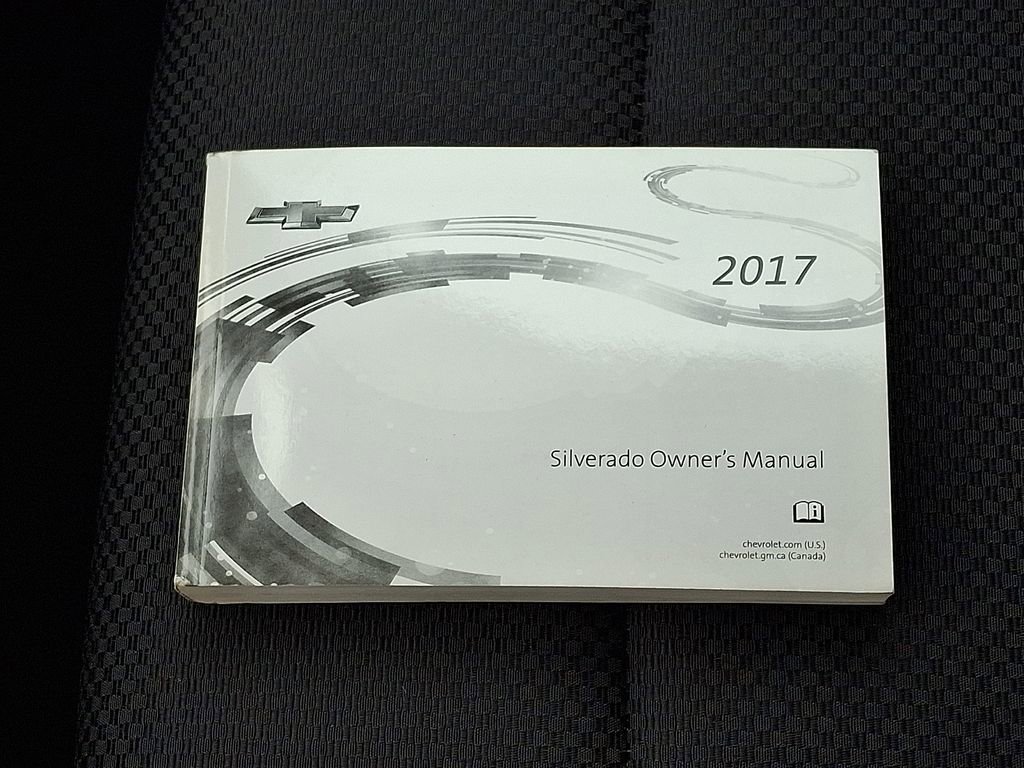 2017
Silverado Owner's Manual
chevrolet.com (U.S.)
chevrolet.gm.ca (Canada)